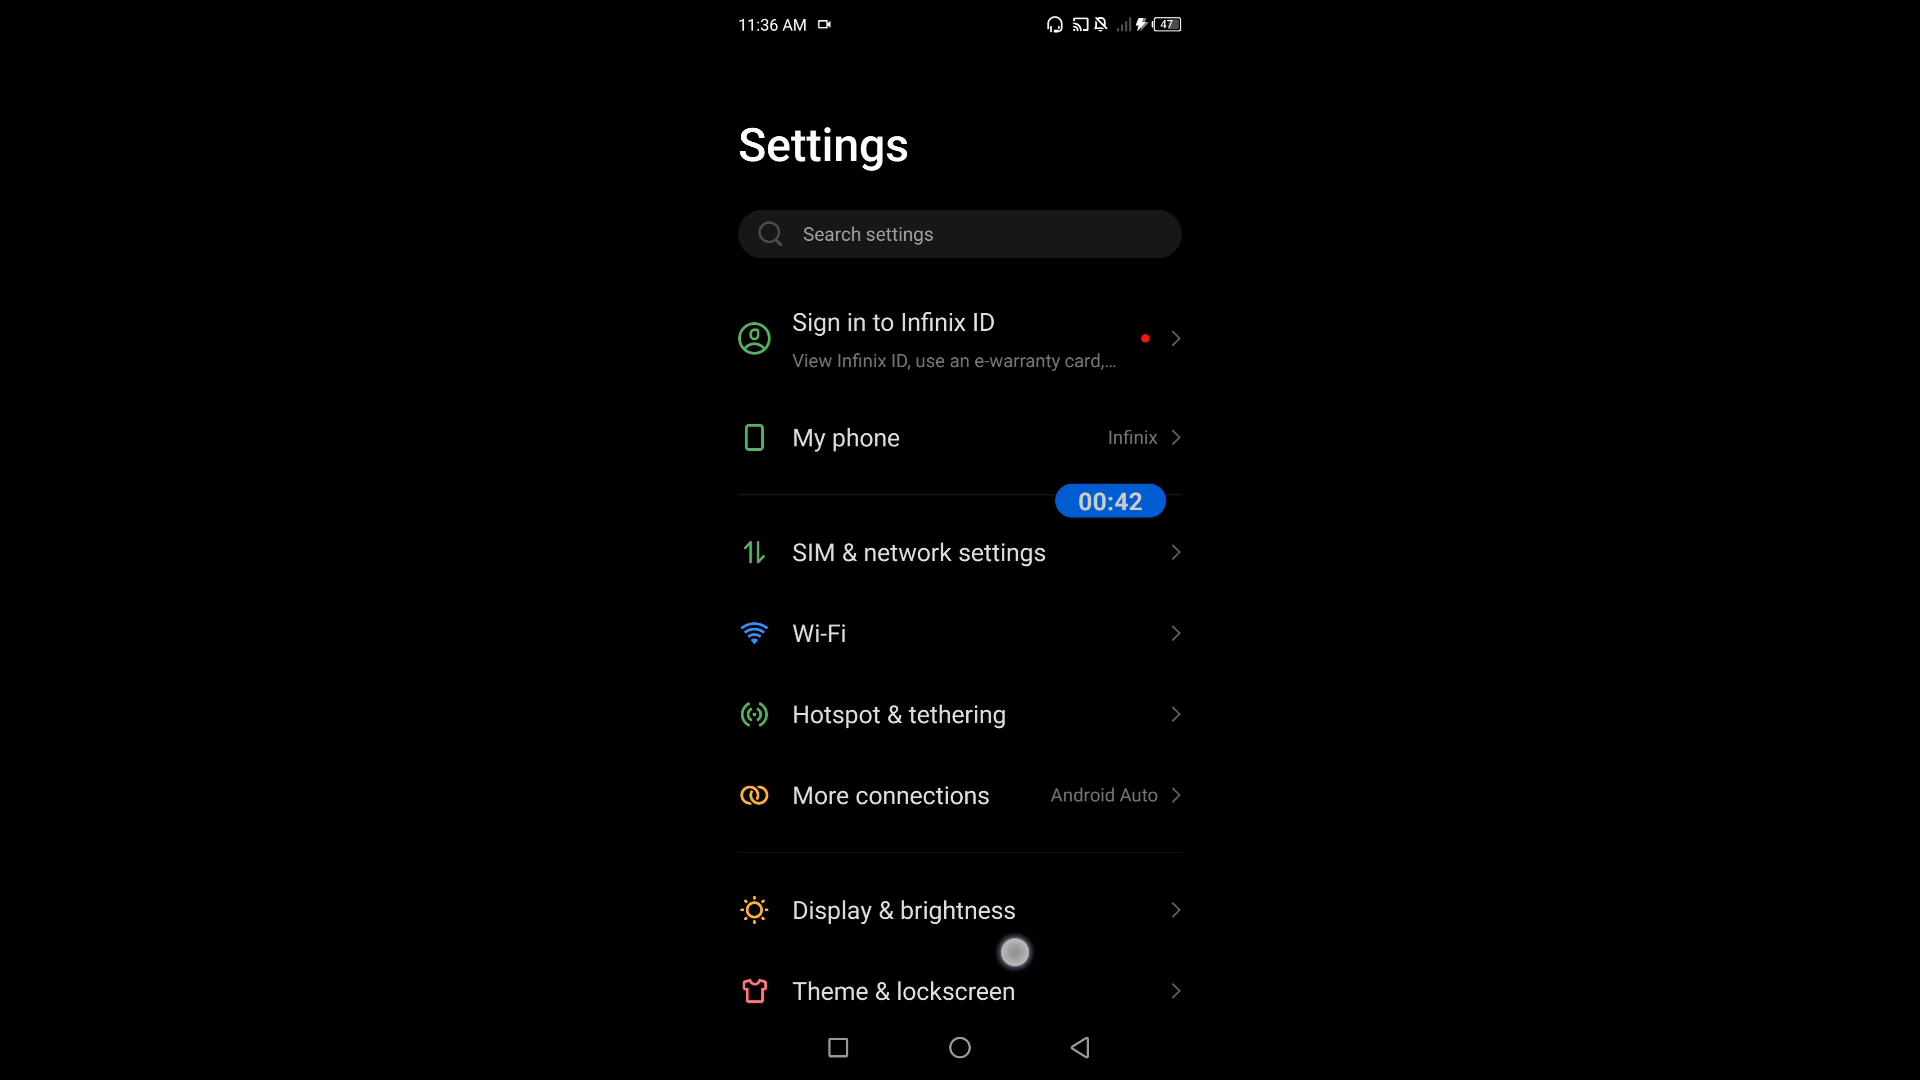 11:36 AM
47
Settings
Search settings
Sign in to Infinix ID
View Infinix ID, use an e-warranty card,...
My phone
Infinix
00:42
SIM & network settings
Wi-Fi
Hotspot & tethering
More connections
Android Auto
Display & brightness
Theme & lockscreen